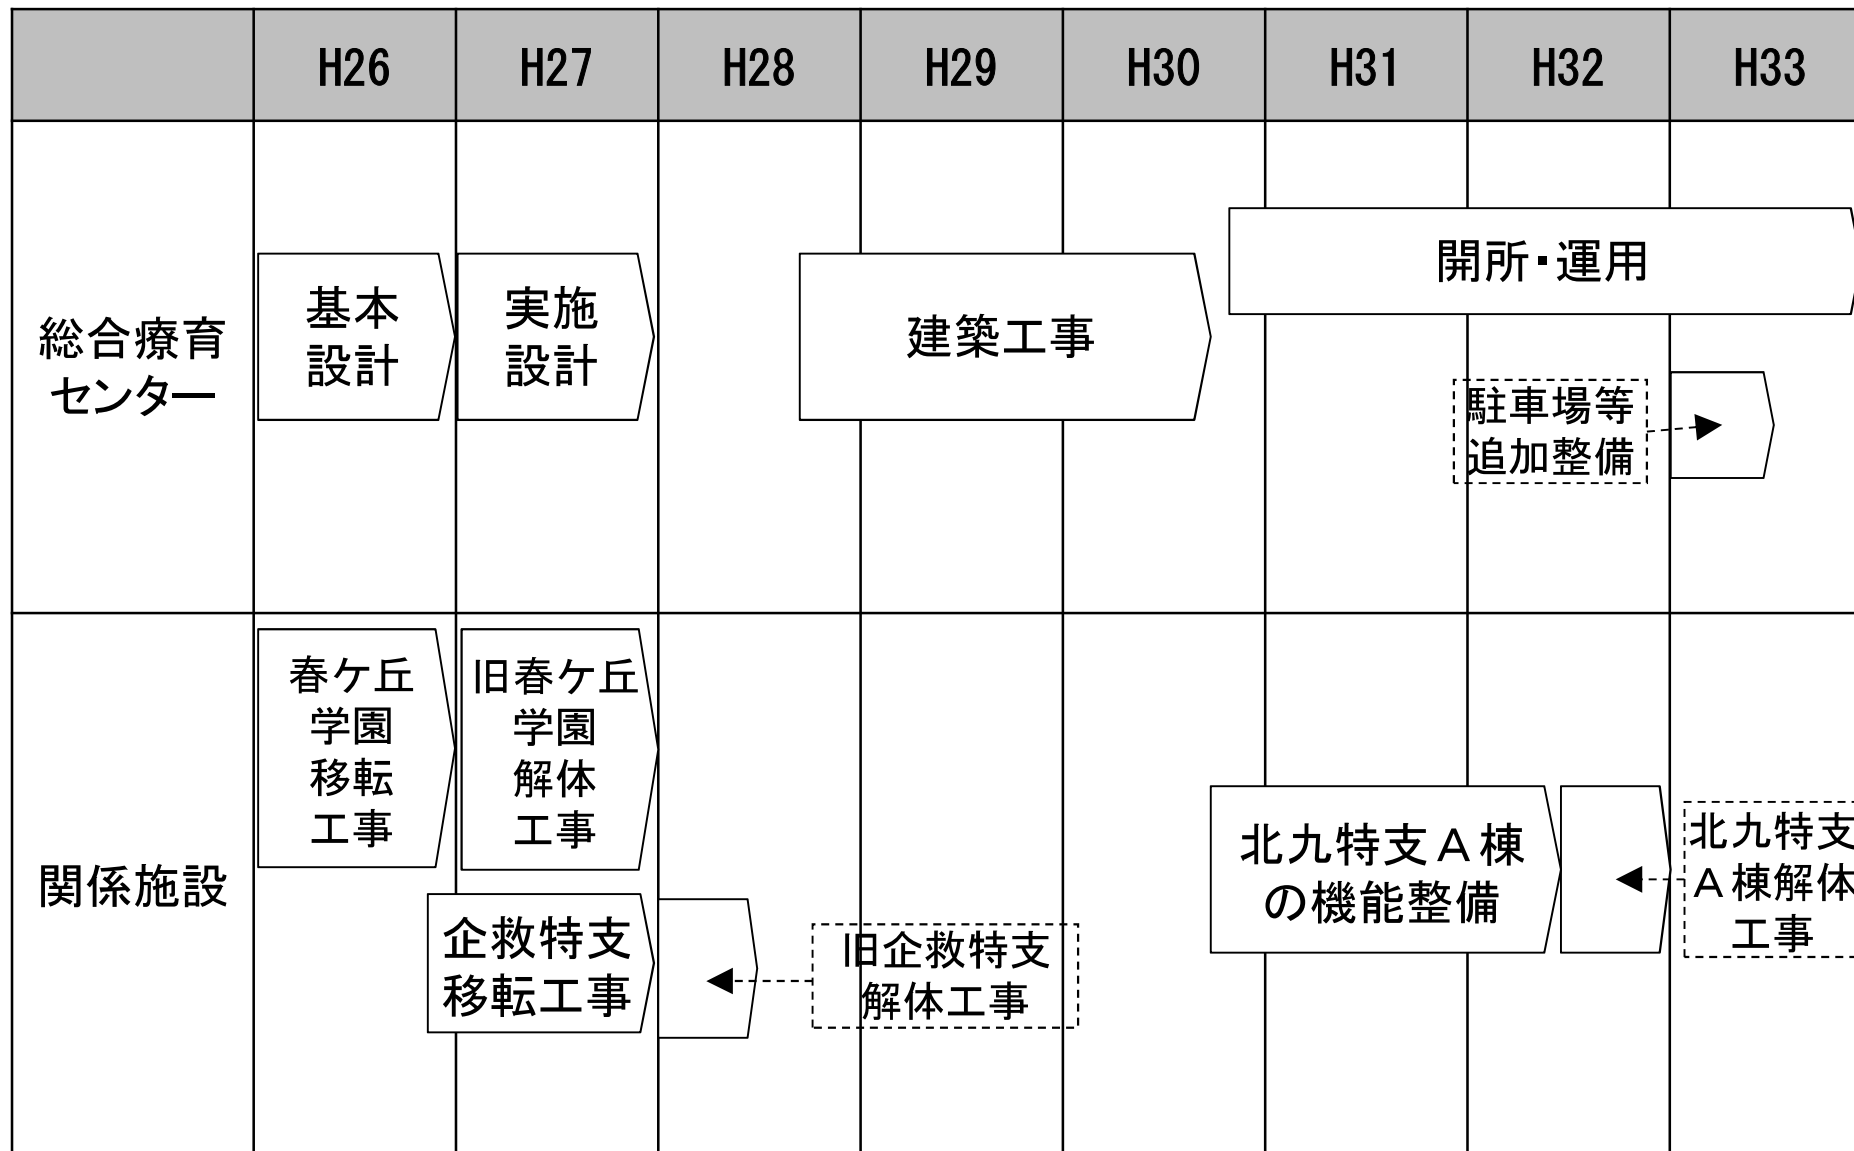 H26 H27 H28 H29 H30 H31 H32 H33
総合療育
センター
基本
設計
実施
設計
建築工事
開所・運用
駐車場等
追加整備
関係施設
春ケ丘
学園
移転
工事
旧春ケ丘
学園
解体
工事
企救特支
移転工事
旧企救特支
解体工事
北九特支Ａ棟
の機能整備
北九特支
Ａ棟解体
工事